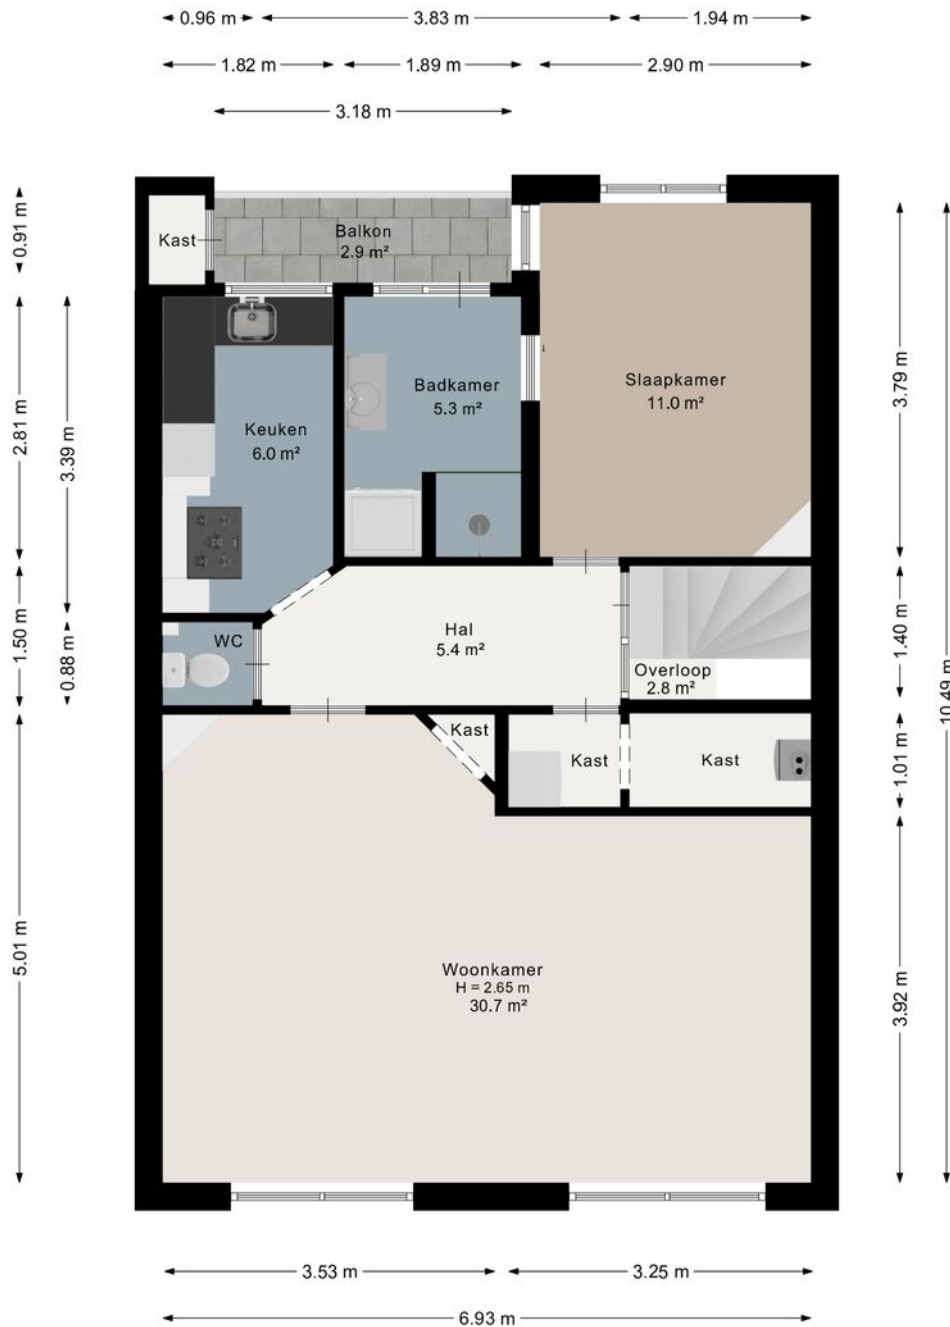 0.96 m
3.83 m
1.94 m
1.82 m
1.89 m
2.90 m
3.18 m
0.91 m
Kast
Balkon
2.9 m²
2.81 m
3.39 m
Keuken
6.0 m²
Badkamer
5.3 m²
Slaapkamer
11.0 m²
3.79 m
1.50 m
0.88 m
WC
Hal
5.4 m²
Overloop
2.8 m²
1.40 m
10.49 m
Kast
Kast
Kast
1.01 m
5.01 m
Woonkamer
H = 2.65 m
30.7 m²
3.92 m
3.53 m
3.25 m
6.93 m